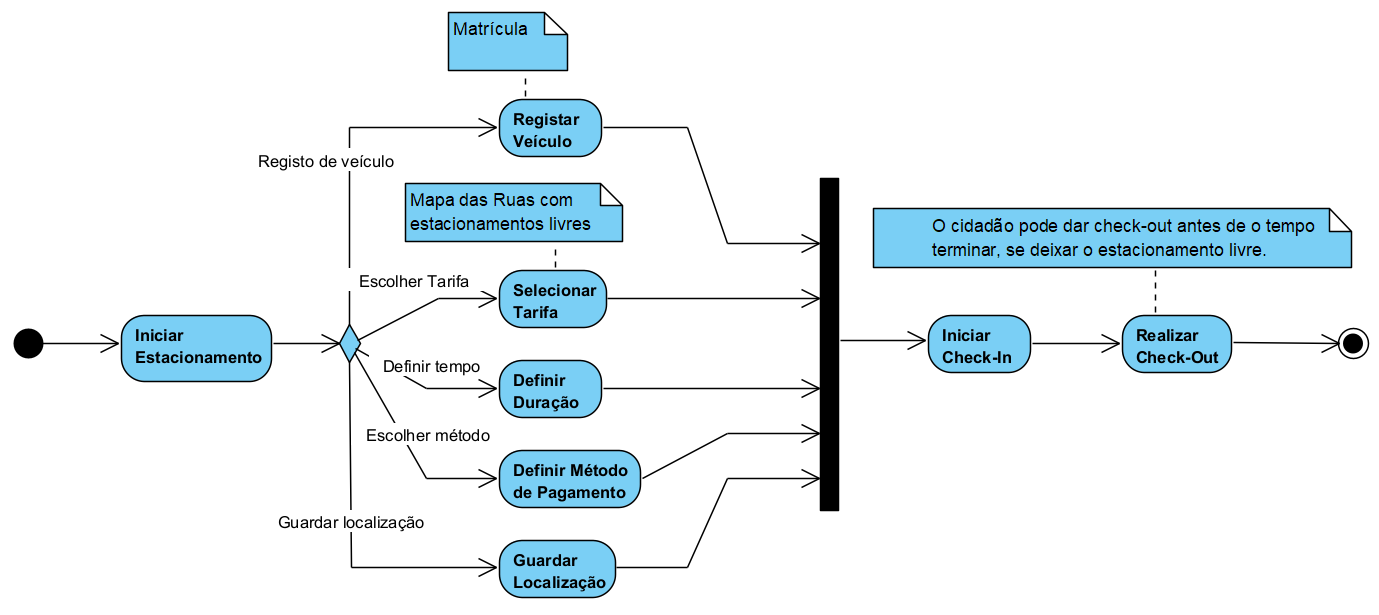 Matrícula
Registar
Veículo
Registo de veículo
Mapa das Ruas com
estacionamentos livres
Escolher Tarifa
Selecionar
Tarifa
Iniciar
Estacionamento
Definir tempo
Definir
Duração
Escolher método
Definir Método
de Pagamento
Guardar localização
Guardar
Localização
O cidadão pode dar check-out antes de o tempo
terminar, se deixar o estacionamento livre.
Iniciar
Check-In
Realizar
Check-Out